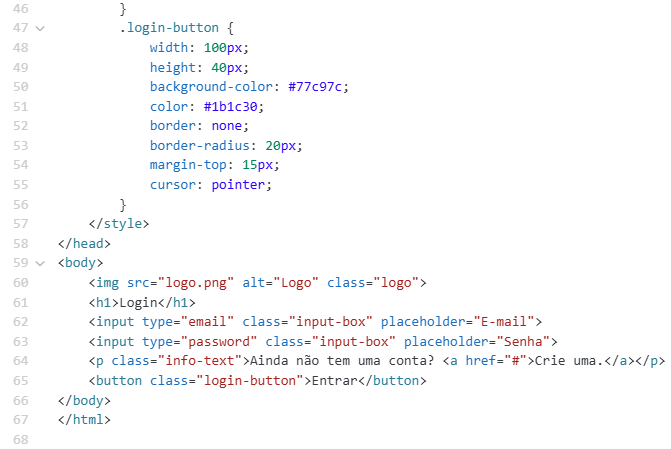 46         }
47         .login-button {
48             width: 100px;
49             height: 40px;
50             background-color: #77c97c;
51             color: #1b1c30;
52             border: none;
53             border-radius: 20px;
54             margin-top: 15px;
55             cursor: pointer;
56         }
57     </style>
58 </head>
59 <body>
60     <img src="logo.png" alt="Logo" class="logo">
61     <h1>Login</h1>
62     <input type="email" class="input-box" placeholder="E-mail">
63     <input type="password" class="input-box" placeholder="Senha">
64     <p class="info-text">Ainda não tem uma conta? <a href="#">Crie uma.</a></p>
65     <button class="login-button">Entrar</button>
66 </body>
67 </html>
68